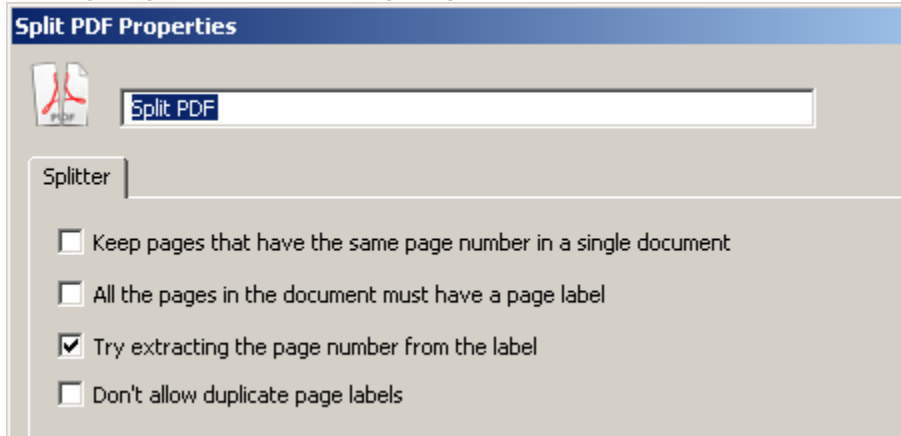 Split PDF Properties
PDF
Split PDF
Splitter
Keep pages that have the same page number in a single document
All the pages in the document must have a page label
Try extracting the page number from the label
Don't allow duplicate page labels